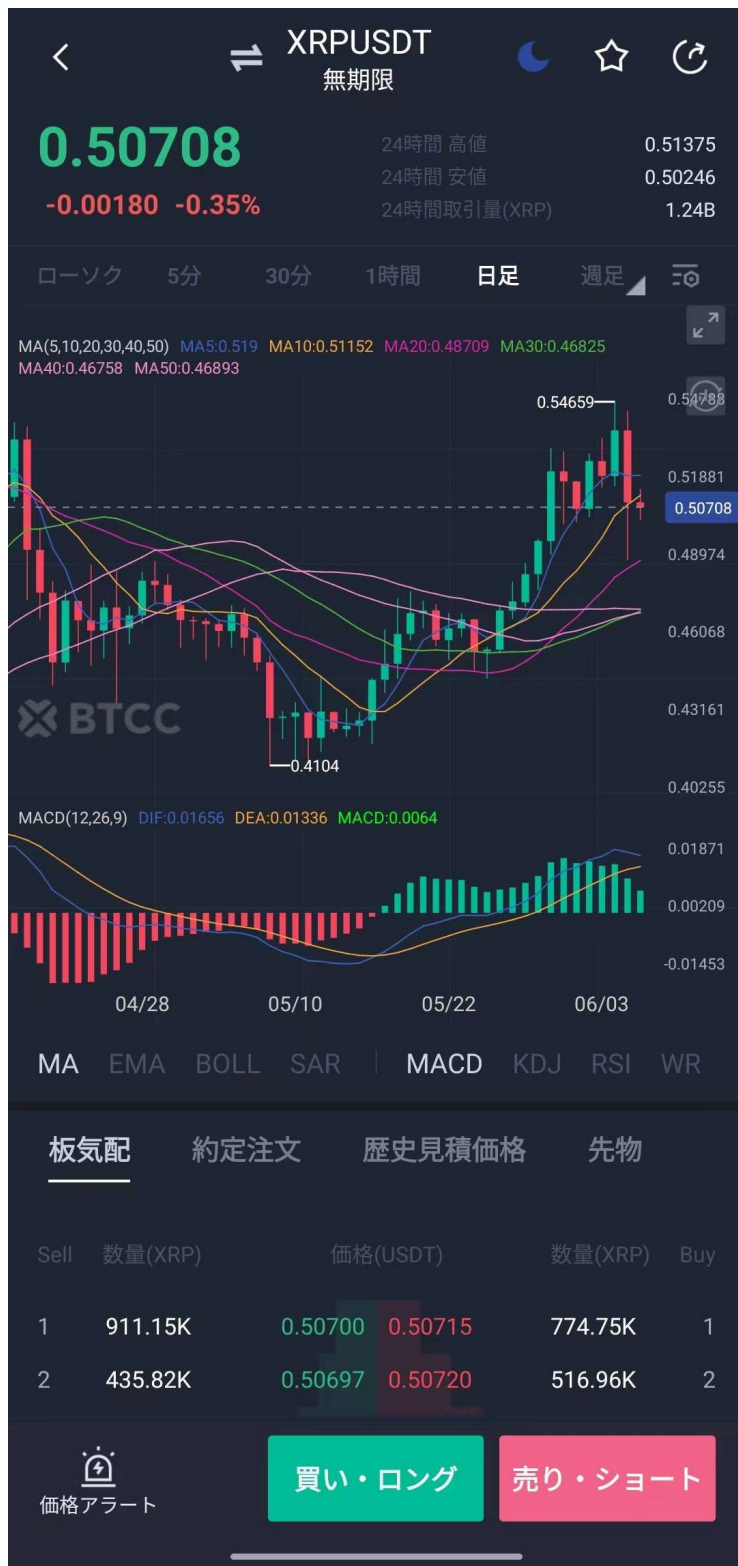 XRPUSDT
無期限
0.50708
-0.00180 -0.35%
24時間 高値 0.51375
24時間 安値 0.50246
24時間取引量(XRP) 1.24B
ローソク 5分 30分 1時間 日足 週足
MA(5,10,20,30,40,50) MA5:0.519 MA10:0.51152 MA20:0.48709 MA30:0.46825
MA40:0.46758 MA50:0.46893
0.54659
0.54788
0.51881
0.50708
0.48974
0.46068
0.43161
BTCC
0.4104
0.40255
MACD(12,26,9) DIF:0.01656 DEA:0.01336 MACD:0.0064
0.01871
0.00209
-0.01453
04/28 05/10 05/22 06/03
MA EMA BOLL SAR MACD KDJ RSI WR
板気配 約定注文 歴史見積価格 先物
Sell 数量(XRP) 価格(USDT) 数量(XRP) Buy
1 911.15K 0.50700 0.50715 774.75K 1
2 435.82K 0.50697 0.50720 516.96K 2
価格アラート
買い・ロング
売り・ショート